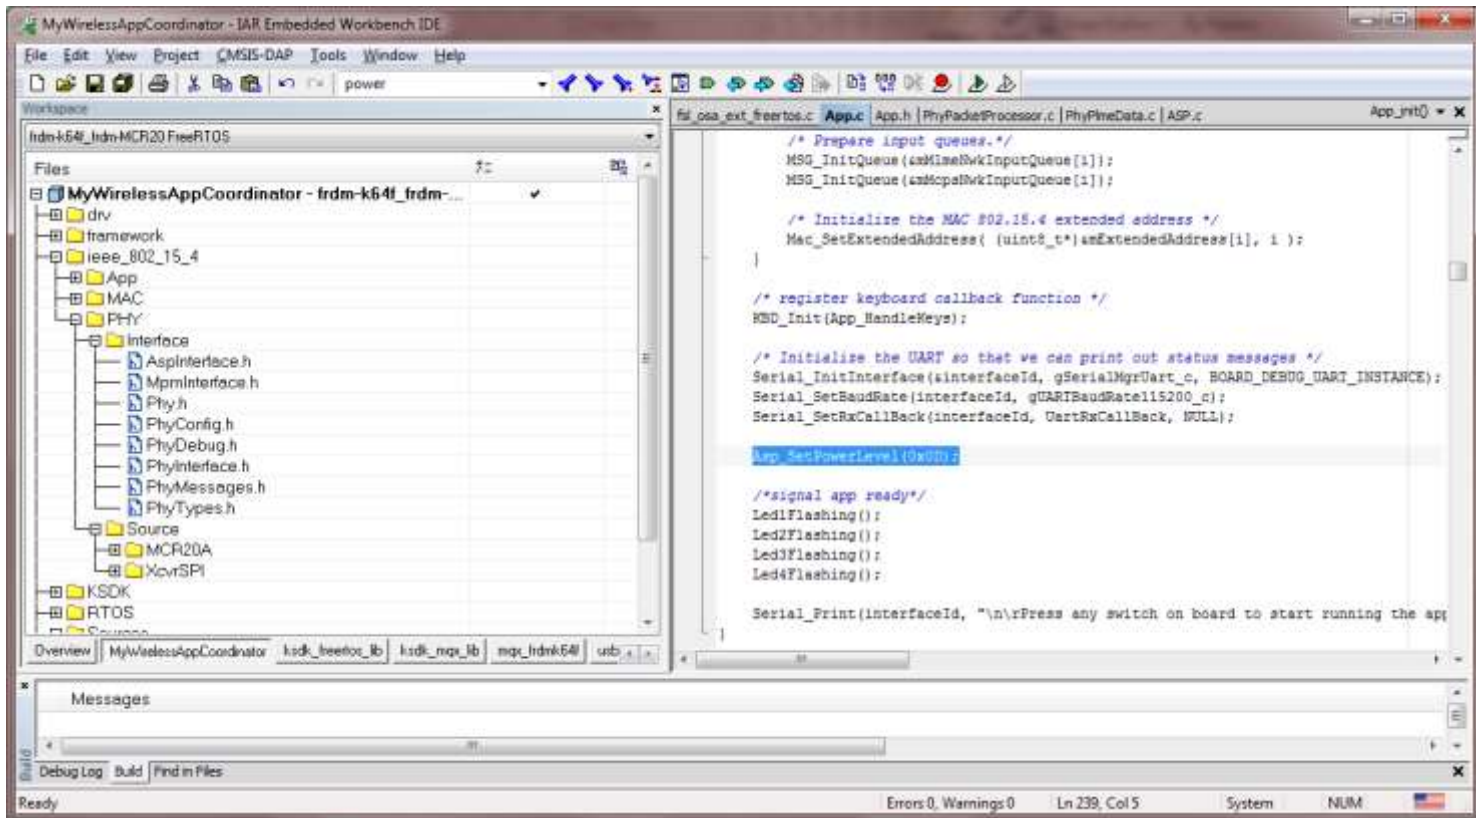 MyWirelessAppCoordinator - IAR Embedded Workbench IDE
File Edit View Project CMSIS-DAP Tools Window Help
power
Workspace
frdm-k64f_frdm-MCR20 FreeRTOS
Files
MyWirelessAppCoordinator - frdm-k64f_frdm-...
drv
framework
ieee_802_15_4
App
MAC
PHY
Interface
AspInterface.h
MpmInterface.h
Phy.h
PhyConfig.h
PhyDebug.h
PhyInterface.h
PhyMessages.h
PhyTypes.h
Source
MCR20A
XcvrSPI
KSDK
RTOS
Sources
Overview MyWirelessAppCoordinator ksdk_freertos_lib ksdk_mqx_lib mqx_frdmk64f usb
fsl_osa_ext_freertos.c App.c App.h PhyPacketProcessor.c PhyPlmeData.c ASP.c App_init()
/* Prepare input queues.*/
MSG_InitQueue(&mMlmeNwkInputQueue[i]);
MSG_InitQueue(&mMcpsNwkInputQueue[i]);
/* Initialize the MAC 802.15.4 extended address */
Mac_SetExtendedAddress( (uint8_t*)&mExtendedAddress[i], i );
}
/* register keyboard callback function */
KBD_Init(App_HandleKeys);
/* Initialize the UART so that we can print out status messages */
Serial_InitInterface(&interfaceId, gSerialMgrUart_c, BOARD_DEBUG_UART_INSTANCE);
Serial_SetBaudRate(interfaceId, gUARTBaudRate115200_c);
Serial_SetRxCallBack(interfaceId, UartRxCallBack, NULL);
Asp_SetPowerLevel(0x0D);
/*signal app ready*/
Led1Flashing();
Led2Flashing();
Led3Flashing();
Led4Flashing();
Serial_Print(interfaceId, "\n\rPress any switch on board to start running the app
}
Messages
Build
Debug Log Build Find in Files
Ready Errors 0, Warnings 0 Ln 239, Col 5 System NUM